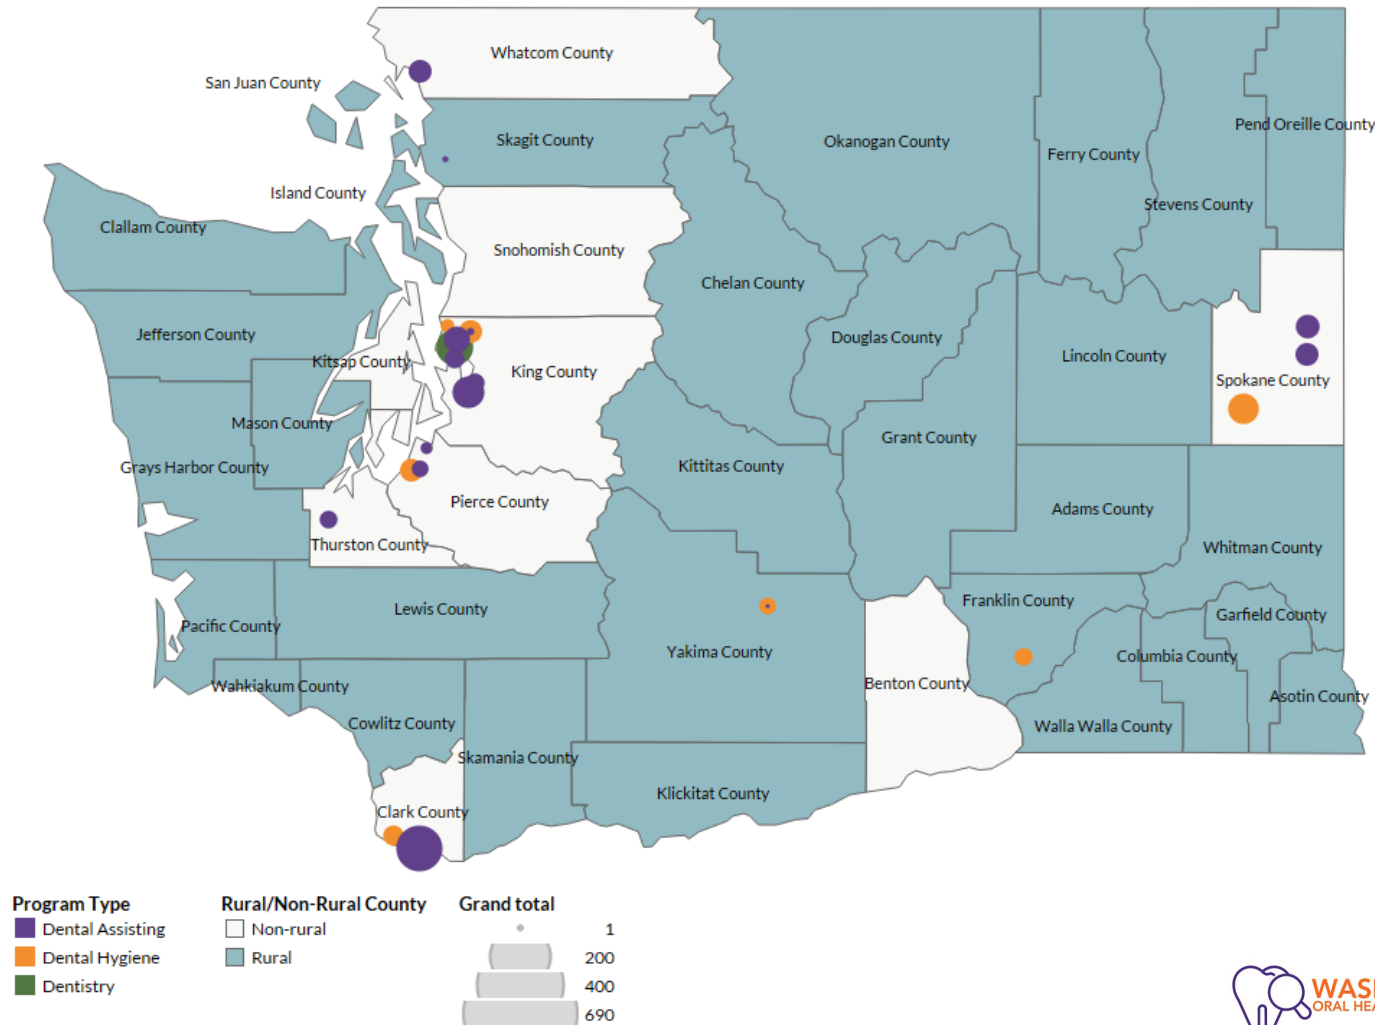 Whatcom County
San Juan County
Pend Oreille County
Skagit County
Okanogan County
Ferry County
Island County
Stevens County
Clallam County
Snohomish County
Chelan County
Jefferson County
Douglas County
Lincoln County
Kitsap County
King County
Spokane County
Mason County
Grant County
Grays Harbor County
Kittitas County
Pierce County
Adams County
Thurston County
Whitman County
Franklin County
Lewis County
Garfield County
Pacific County
Yakima County
Columbia County
Benton County
Wahkiakum County
Asotin County
Cowlitz County
Walla Walla County
Skamania County
Klickitat County
Clark County
Program Type
Dental Assisting
Dental Hygiene
Dentistry
Rural/Non-Rural County
Non-rural
Rural
Grand total
1
200
400
690
ORAL